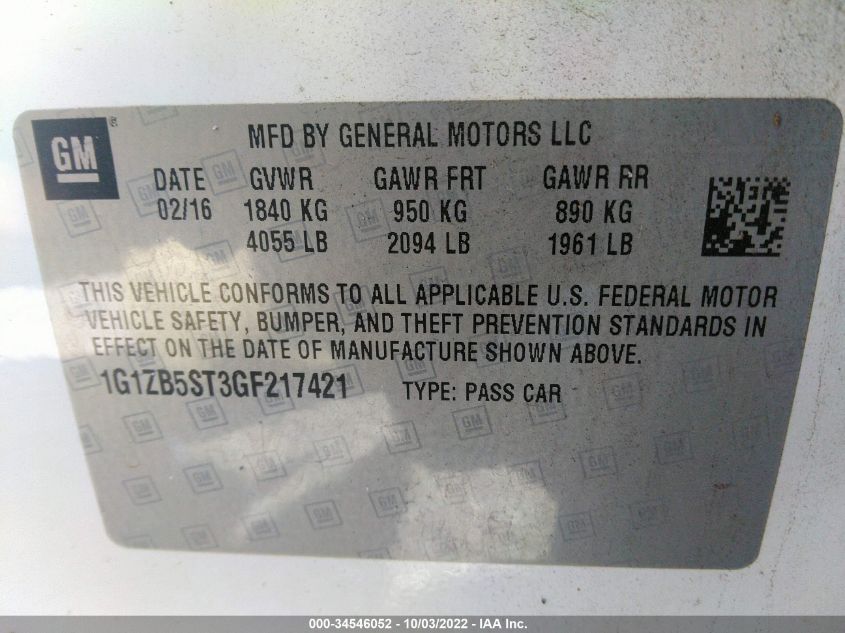 GM
MFD BY GENERAL MOTORS LLC
DATE GVWR GAWR FRT GAWR RR
02/16 1840 KG 950 KG 890 KG
4055 LB 2094 LB 1961 LB
THIS VEHICLE CONFORMS TO ALL APPLICABLE U.S. FEDERAL MOTOR
VEHICLE SAFETY, BUMPER, AND THEFT PREVENTION STANDARDS IN
EFFECT ON THE DATE OF MANUFACTURE SHOWN ABOVE.
1G1ZB5ST3GF217421 TYPE: PASS CAR
000-34546052 - 10/03/2022 - IAA Inc.